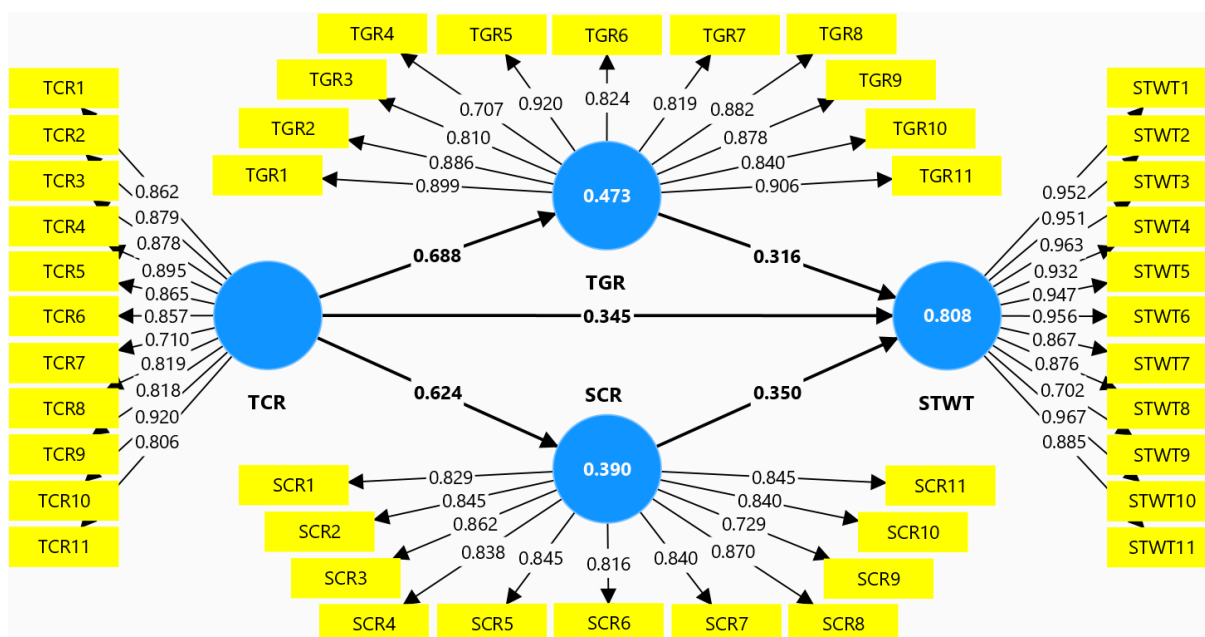 TGR4 TGR5 TGR6 TGR7 TGR8
TGR3 TGR9
TCR1 STWT1
0.707 0.920 0.824 0.819 0.882
TGR2 TGR10
TCR2 0.810 0.878 STWT2
0.886 0.840
TGR1 0.899 0.906 TGR11
TCR3 STWT3
0.862 0.473 0.952
0.879 0.951
TCR4 STWT4
0.878 0.963
0.688 0.316
0.895 0.932
TCR5 TGR STWT5
0.865 0.947
TCR6 0.857 0.345 0.808 0.956 STWT6
0.710 0.867
TCR7 0.819 0.876 STWT7
0.818 SCR 0.702
0.624 0.350
TCR8 TCR STWT STWT8
0.920 0.967
0.806 0.885
TCR9 STWT9
0.390
SCR1 0.829 0.845 SCR11
TCR10 0.845 0.840 STWT10
SCR2 0.862 0.729 SCR10
TCR11 0.838 0.845 0.816 0.840 0.870 STWT11
SCR3 SCR9
SCR4 SCR5 SCR6 SCR7 SCR8